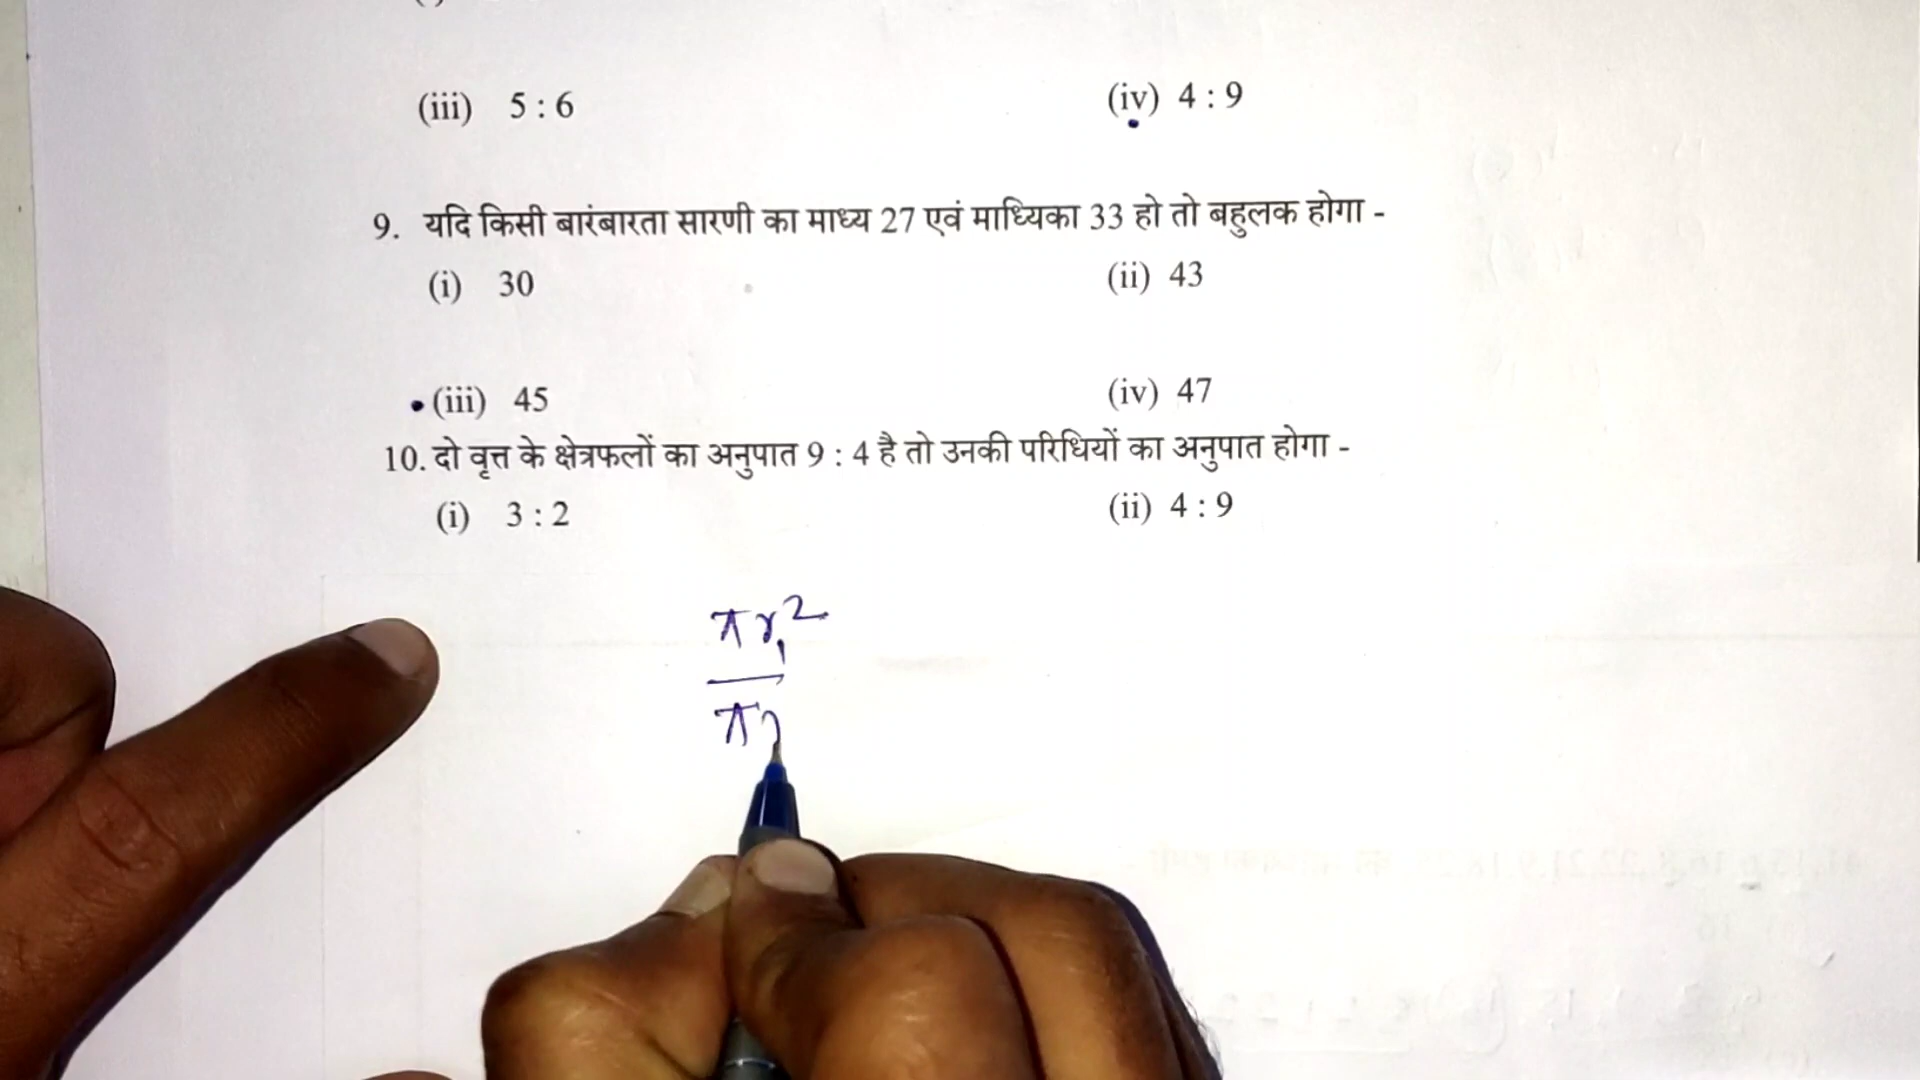 (iii) 5 : 6
(iv) 4 : 9
9. यदि किसी बारंबारता सारणी का माध्य 27 एवं माध्यिका 33 हो तो बहुलक होगा -
(i) 30
(ii) 43
(iii) 45
(iv) 47
10. दो वृत्त के क्षेत्रफलों का अनुपात 9 : 4 है तो उनकी परिधियों का अनुपात होगा -
(i) 3 : 2
(ii) 4 : 9
πr₁²
π